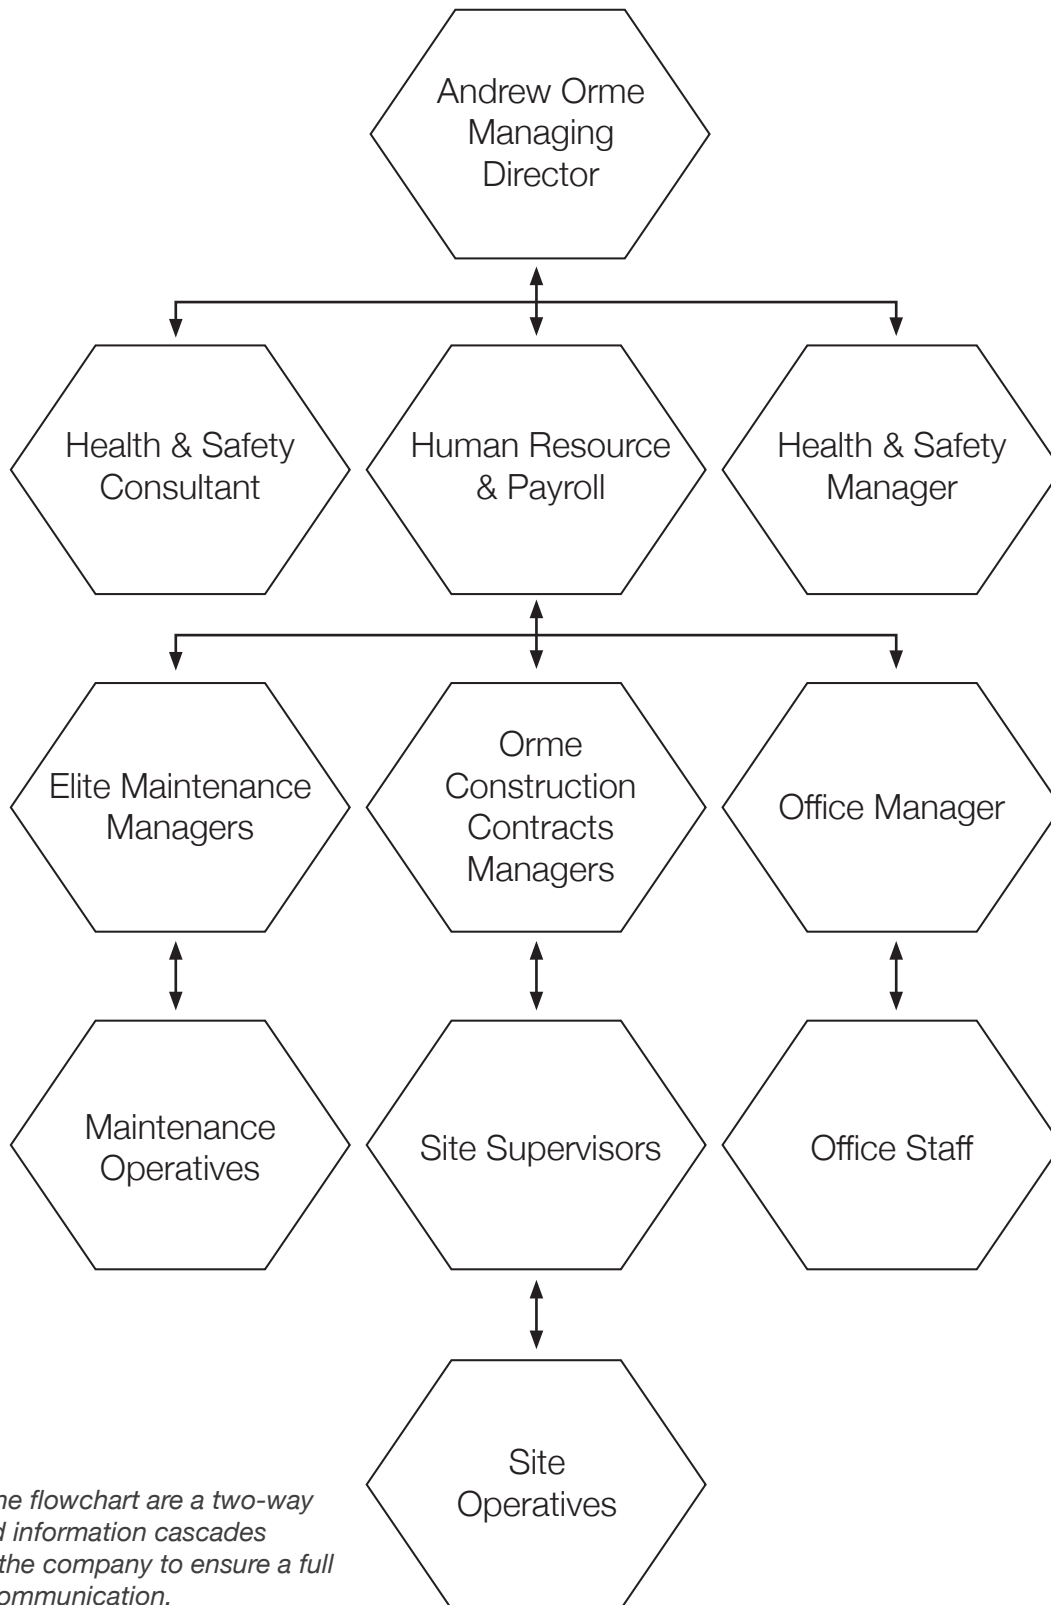 Andrew Orme
Managing
Director
Health & Safety
Consultant
Human Resource
& Payroll
Health & Safety
Manager
Elite Maintenance
Managers
Orme
Construction
Contracts
Managers
Office Manager
Maintenance
Operatives
Site Supervisors
Office Staff
Site
Operatives
flowchart are a two-way
information cascades
the company to ensure a full